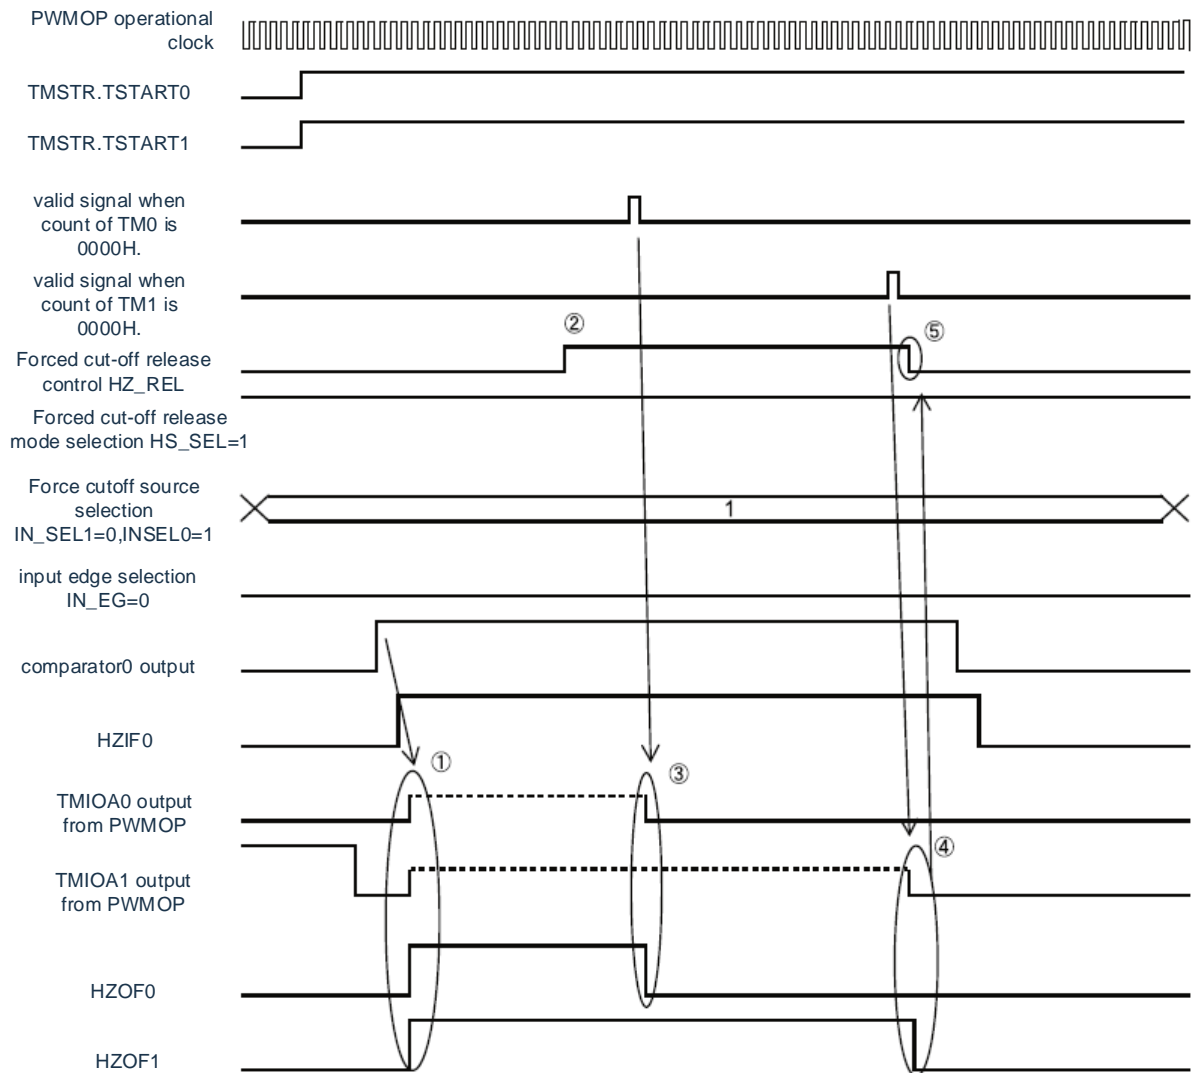 PWMOP operational
clock
TMSTR.TSTART0
TMSTR.TSTART1
valid signal when
count of TM0 is
0000H.
valid signal when
count of TM1 is
0000H.
②
⑤
Forced cut-off release
control HZ_REL
Forced cut-off release
mode selection HS_SEL=1
Force cutoff source
selection
IN_SEL1=0,INSEL0=1
1
input edge selection
IN_EG=0
comparator0 output
HZIF0
①
③
TMIOA0 output
from PWMOP
④
TMIOA1 output
from PWMOP
HZOF0
HZOF1